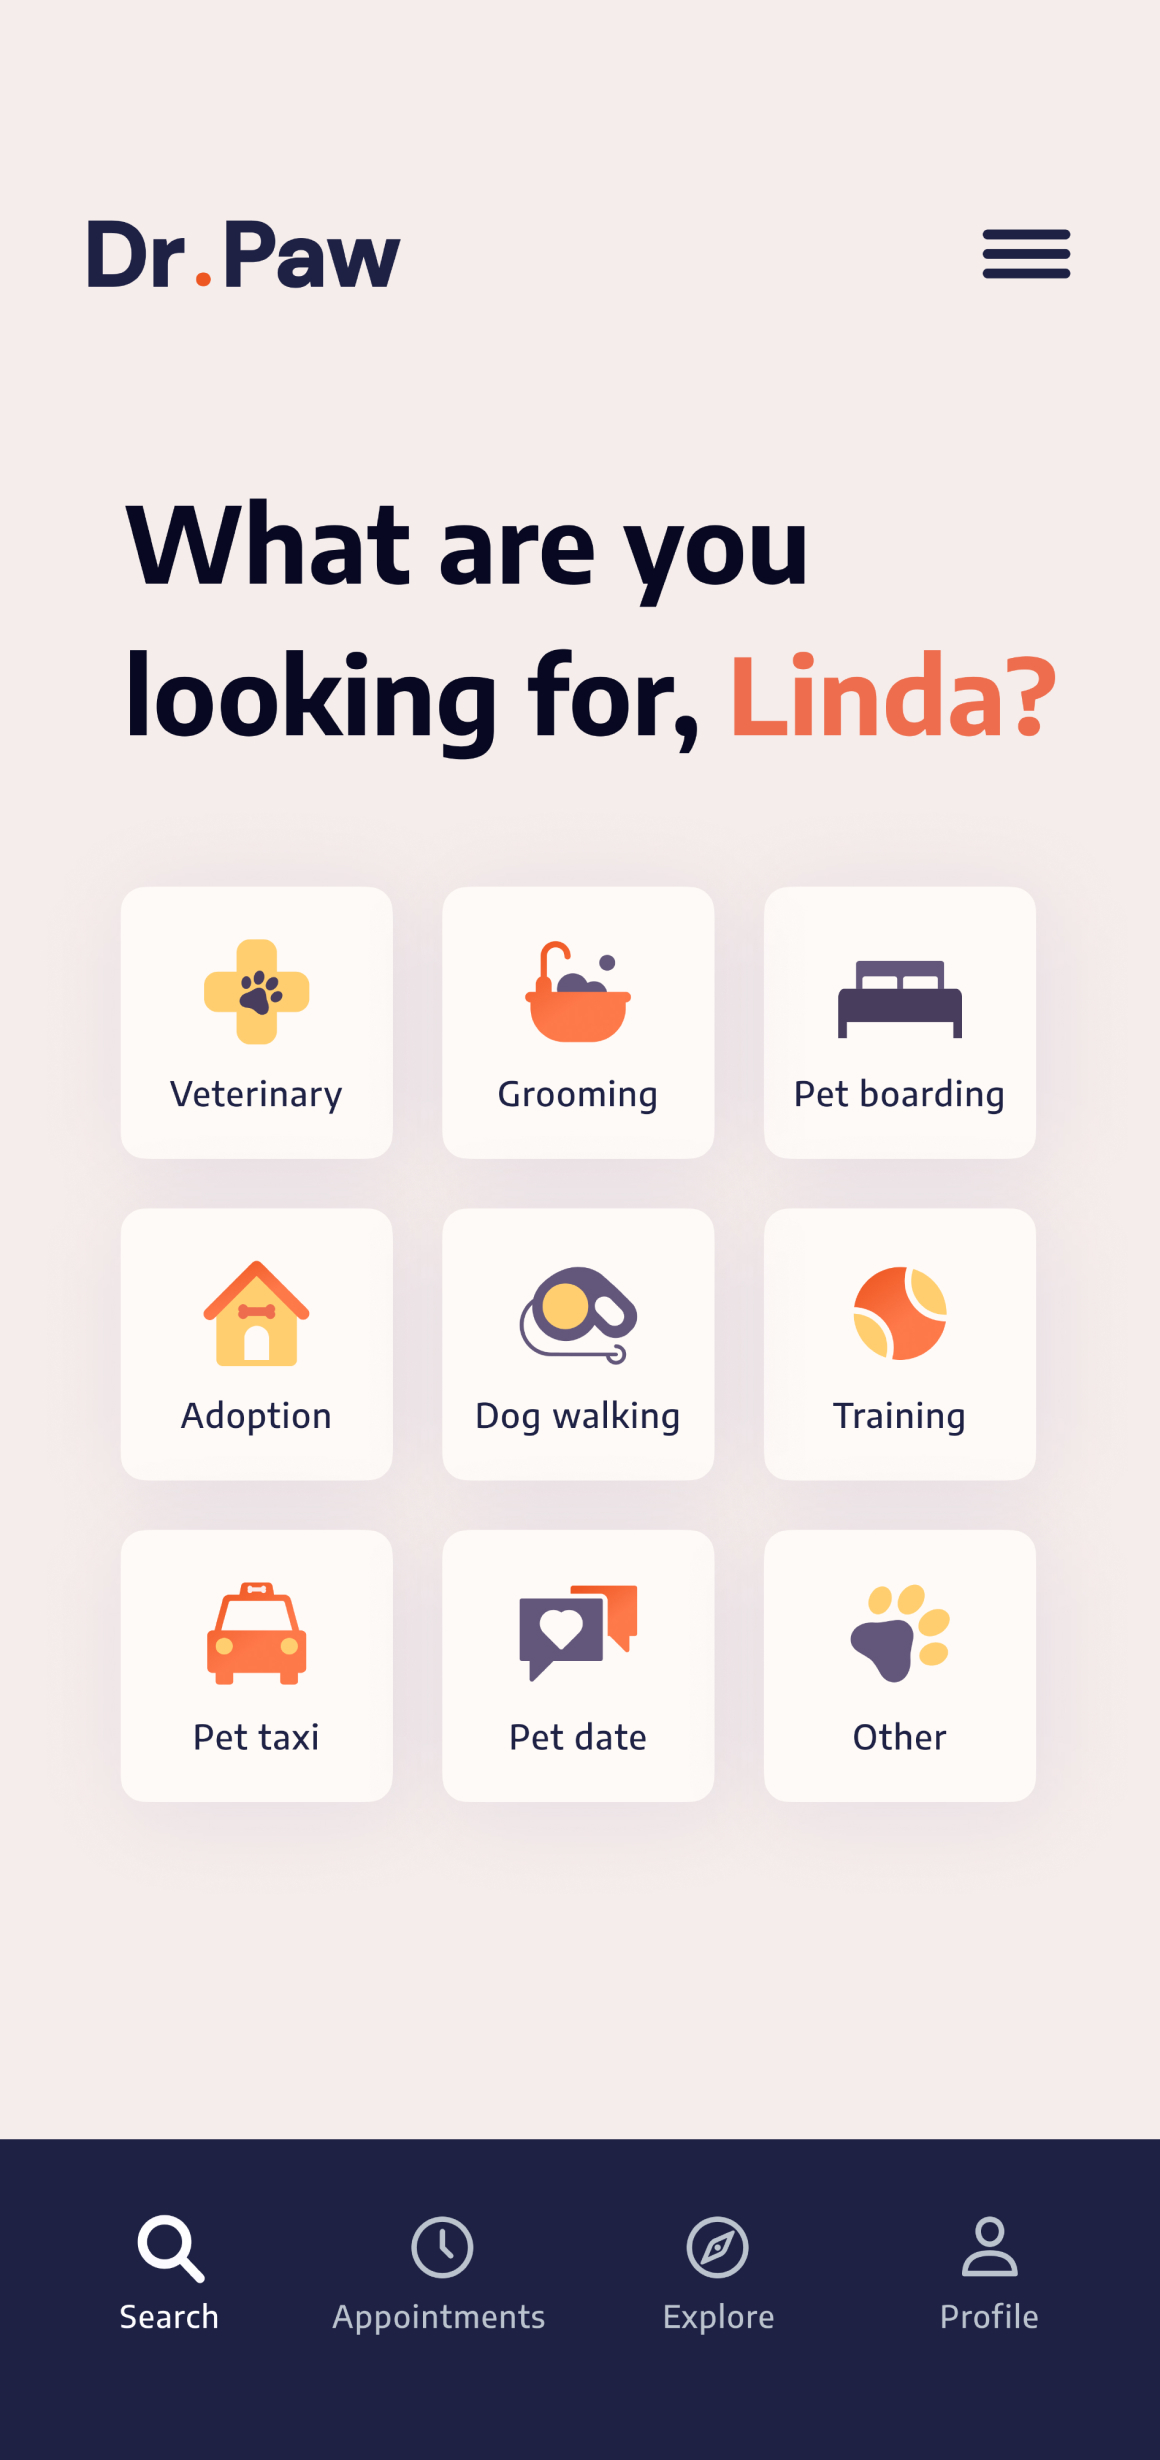 Dr.Paw
What are you
looking for, Linda?
Veterinary
Grooming
Pet boarding
Adoption
Dog walking
Training
Pet taxi
Pet date
Other
Search
Appointments
Explore
Profile